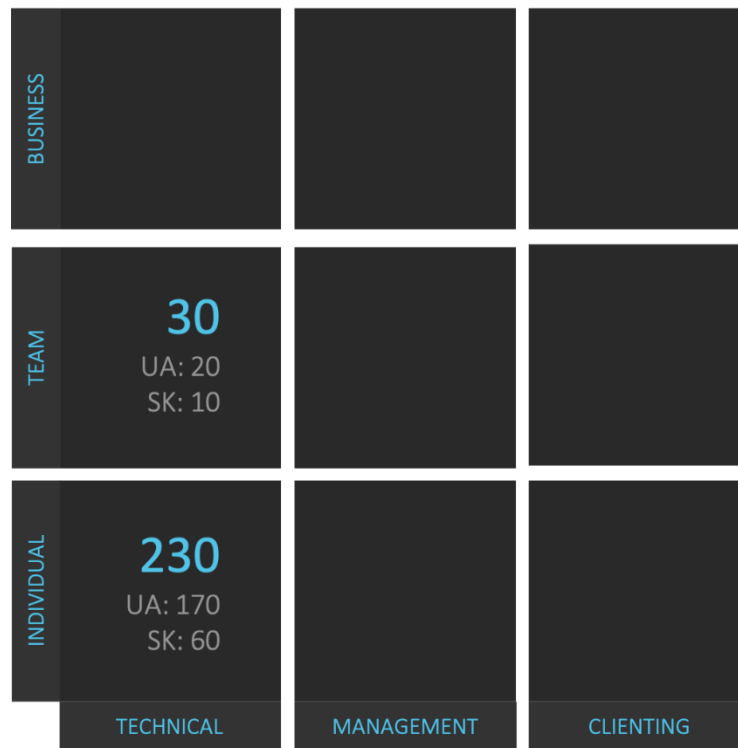 BUSINESS
TEAM
30
UA: 20
SK: 10
INDIVIDUAL
230
UA: 170
SK: 60
TECHNICAL
MANAGEMENT
CLIENTING